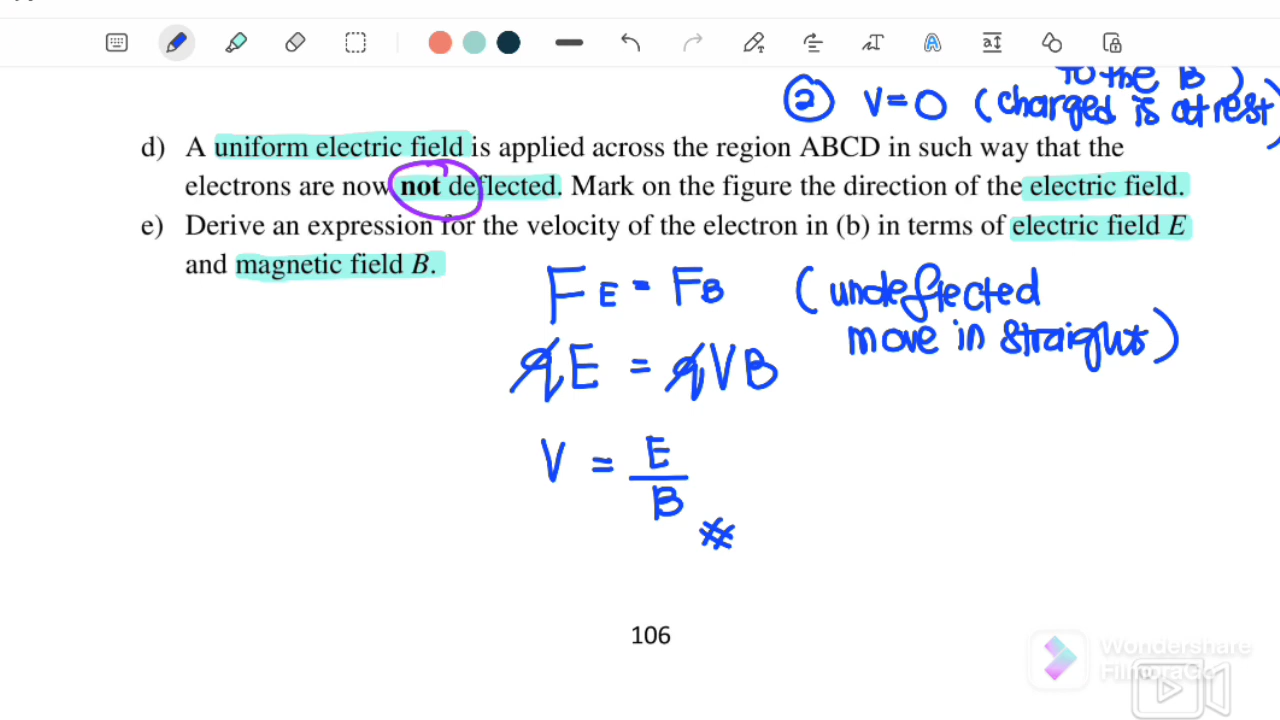 to the B )
② V=0 (charged is at rest)
d) A uniform electric field is applied across the region ABCD in such way that the
electrons are now not deflected. Mark on the figure the direction of the electric field.
e) Derive an expression for the velocity of the electron in (b) in terms of electric field E
and magnetic field B.
FE = FB (undeflected
move in straight)
qE = qVB
V = E/B #
106
Wondershare
FilmoraGo